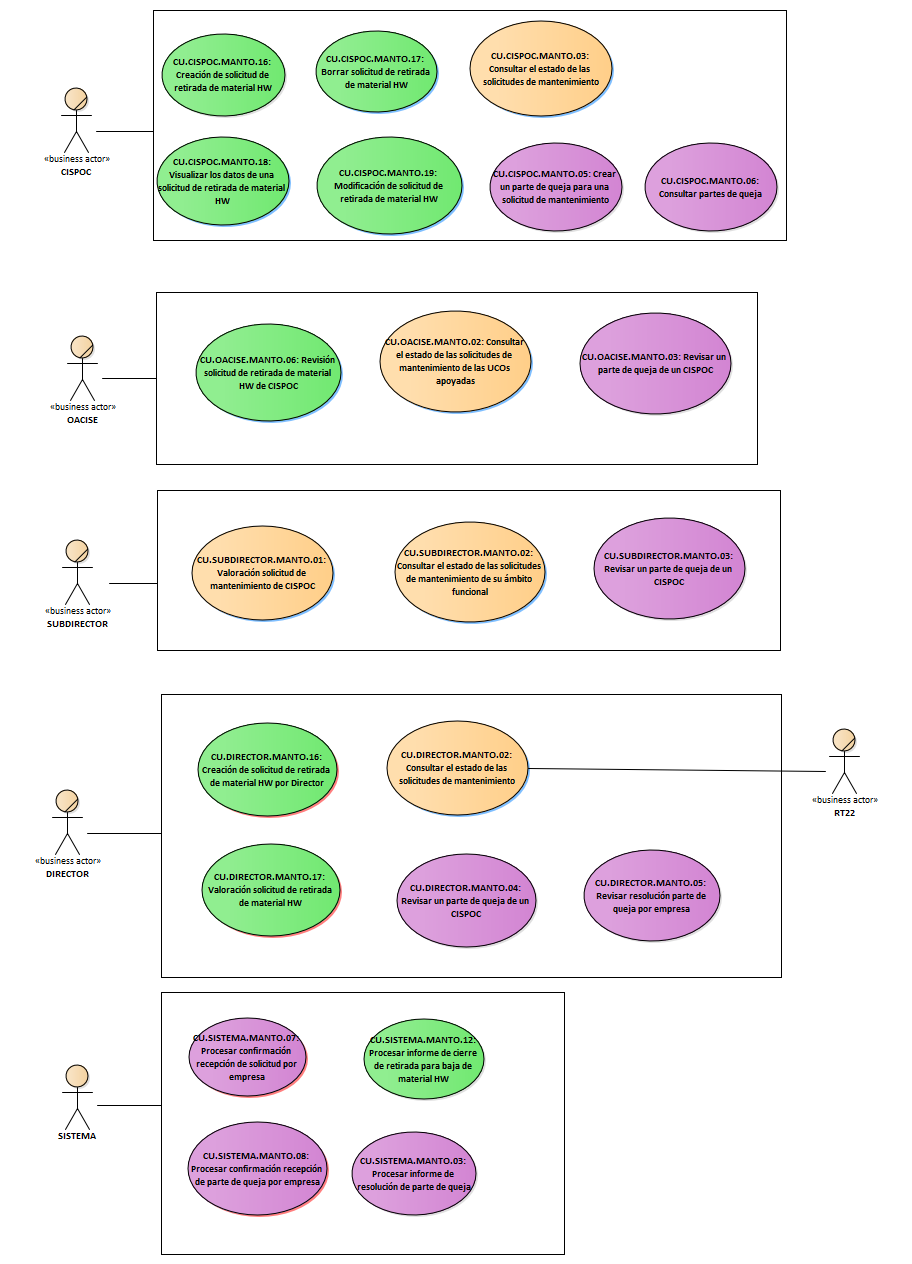 CU.CISPOC.MANTO.16:
Creación de solicitud de
retirada de material HW
CU.CISPOC.MANTO.17:
Borrar solicitud de retirada
de material HW
CU.CISPOC.MANTO.03:
Consultar el estado de las
solicitudes de mantenimiento
«business actor»
CISPOC
CU.CISPOC.MANTO.18:
Visualizar los datos de una
solicitud de retirada de material
HW
CU.CISPOC.MANTO.19:
Modificación de solicitud de
retirada de material HW
CU.CISPOC.MANTO.05: Crear
un parte de queja para una
solicitud de mantenimiento
CU.CISPOC.MANTO.06:
Consultar partes de queja
«business actor»
OACISE
CU.OACISE.MANTO.06: Revisión
solicitud de retirada de material
HW de CISPOC
CU.OACISE.MANTO.02: Consultar
el estado de las solicitudes de
mantenimiento de las UCOs
apoyadas
CU.OACISE.MANTO.03: Revisar un
parte de queja de un CISPOC
«business actor»
SUBDIRECTOR
CU.SUBDIRECTOR.MANTO.01:
Valoración solicitud de
mantenimiento de CISPOC
CU.SUBDIRECTOR.MANTO.02:
Consultar el estado de las solicitudes
de mantenimiento de su ámbito
funcional
CU.SUBDIRECTOR.MANTO.03:
Revisar un parte de queja de un
CISPOC
CU.DIRECTOR.MANTO.16:
Creación de solicitud de retirada
de material HW por Director
CU.DIRECTOR.MANTO.02:
Consultar el estado de las
solicitudes de mantenimiento
«business actor»
RT22
«business actor»
DIRECTOR
CU.DIRECTOR.MANTO.17:
Valoración solicitud de retirada
de material HW
CU.DIRECTOR.MANTO.04:
Revisar un parte de queja de un
CISPOC
CU.DIRECTOR.MANTO.05:
Revisar resolución parte de
queja por empresa
CU.SISTEMA.MANTO.07:
Procesar confirmación
recepción de solicitud por
empresa
CU.SISTEMA.MANTO.12:
Procesar informe de cierre
de retirada para baja de
material HW
SISTEMA
CU.SISTEMA.MANTO.08:
Procesar confirmación recepción
de parte de queja por empresa
CU.SISTEMA.MANTO.03:
Procesar informe de
resolución de parte de queja